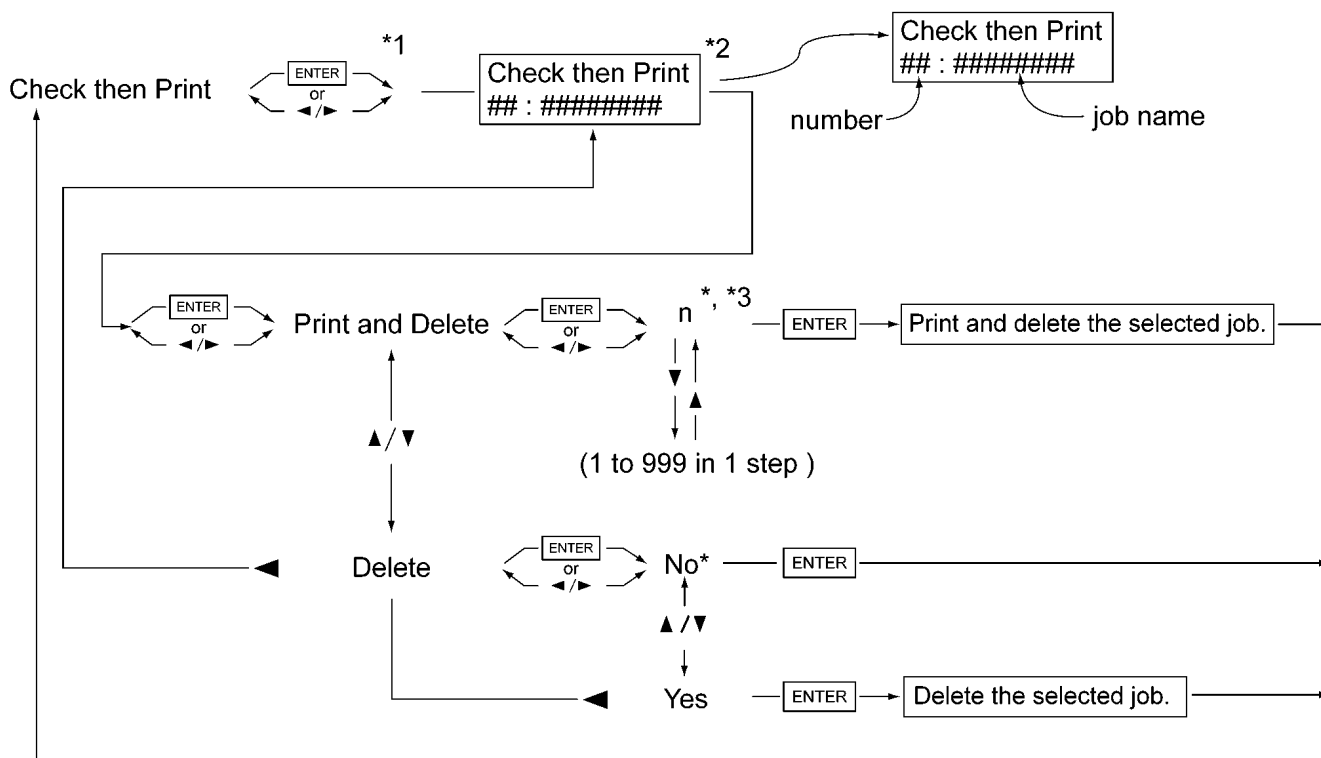 Check then Print
ENTER
or
◄/►
*1
Check then Print
## : ########
*2
Check then Print
## : ########
number
job name
ENTER
or
◄/►
Print and Delete
ENTER
or
◄/►
n *, *3
ENTER
Print and delete the selected job.
▼
▲
▲/▼
(1 to 999 in 1 step )
◄
Delete
ENTER
or
◄/►
No*
ENTER
▲/▼
◄
Yes
ENTER
Delete the selected job.